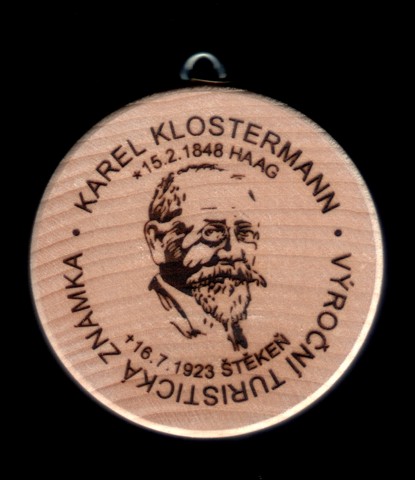 KAREL KLOSTERMANN
*15.2.1848 HAAG
+16.7.1923 ŠTĚKEŇ
• VÝROČNÍ TURISTICKÁ ZNÁMKA •